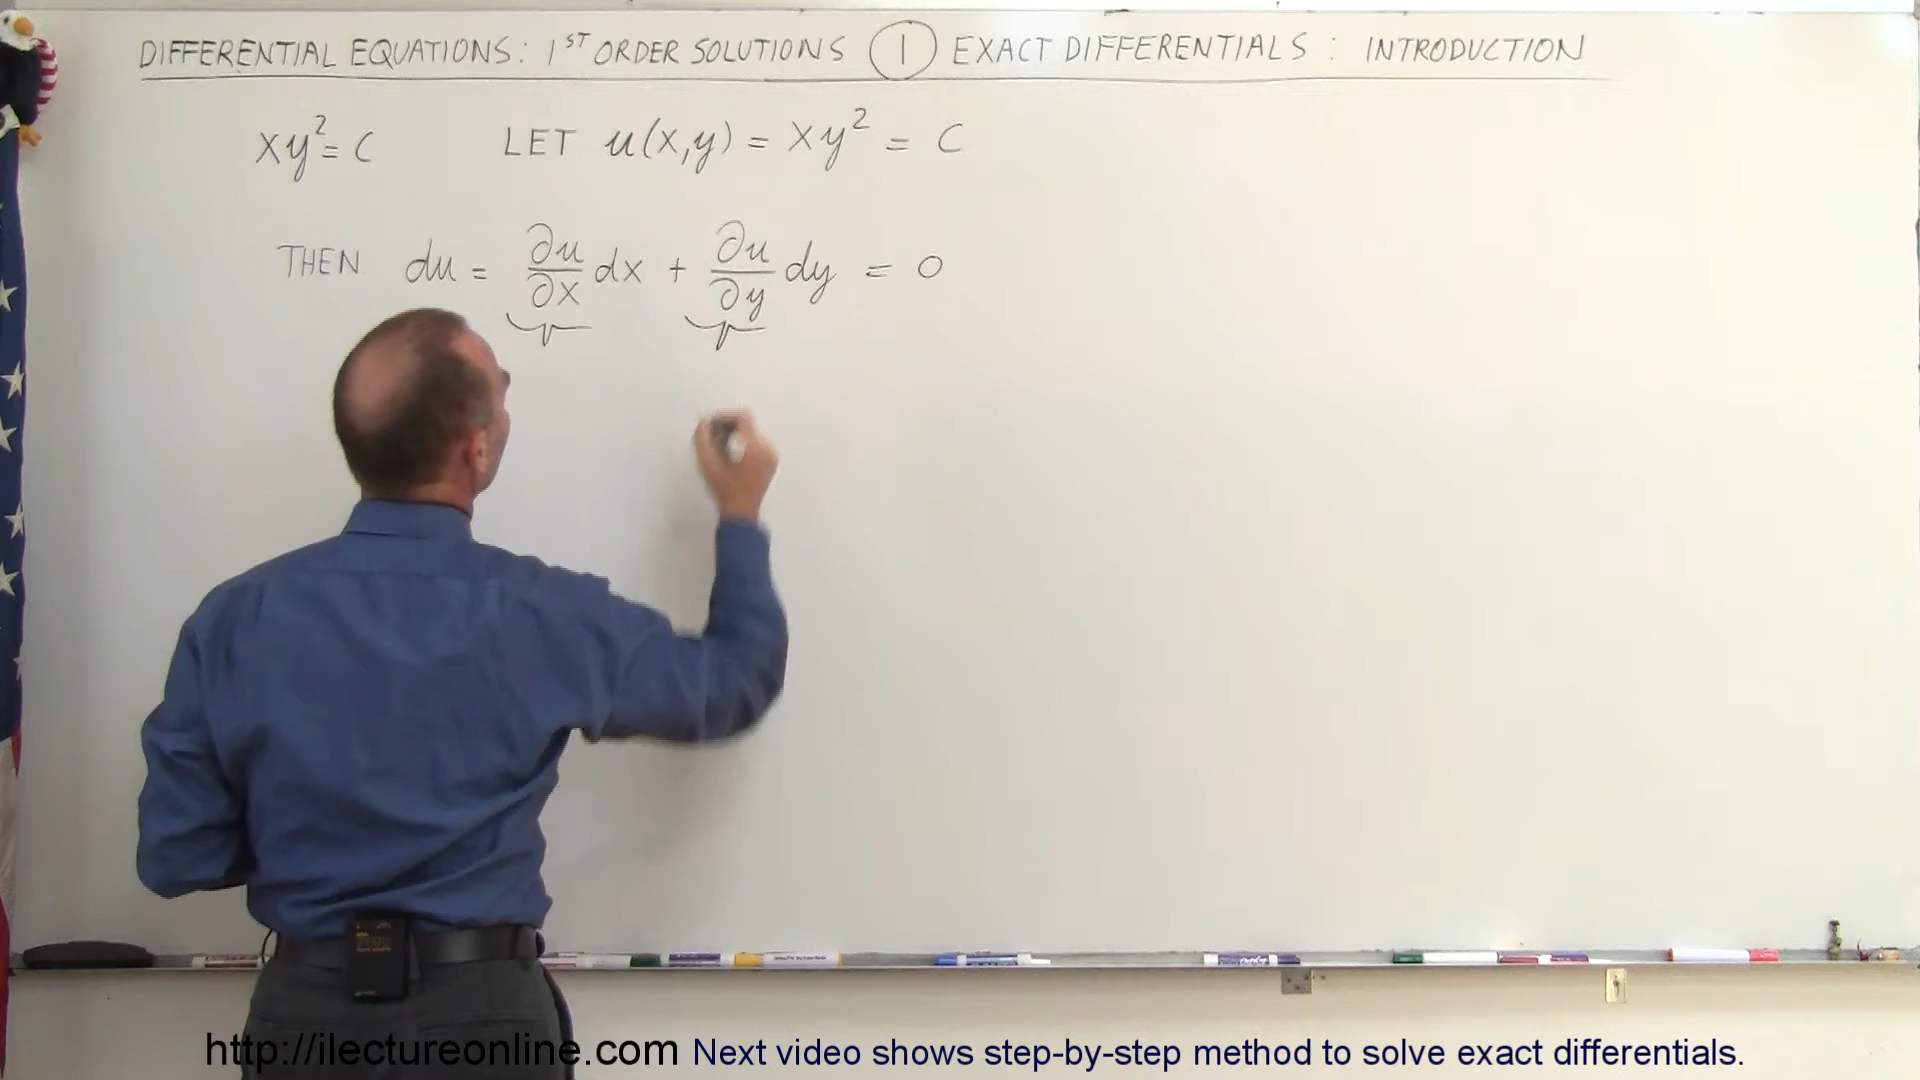 DIFFERENTIAL EQUATIONS: 1ST ORDER SOLUTIONS ① EXACT DIFFERENTIALS: INTRODUCTION
xy² = C LET u(x,y) = xy² = C
THEN du = ∂u/∂x dx + ∂u/∂y dy = 0
http://ilectureonline.com Next video shows step-by-step method to solve exact differentials.